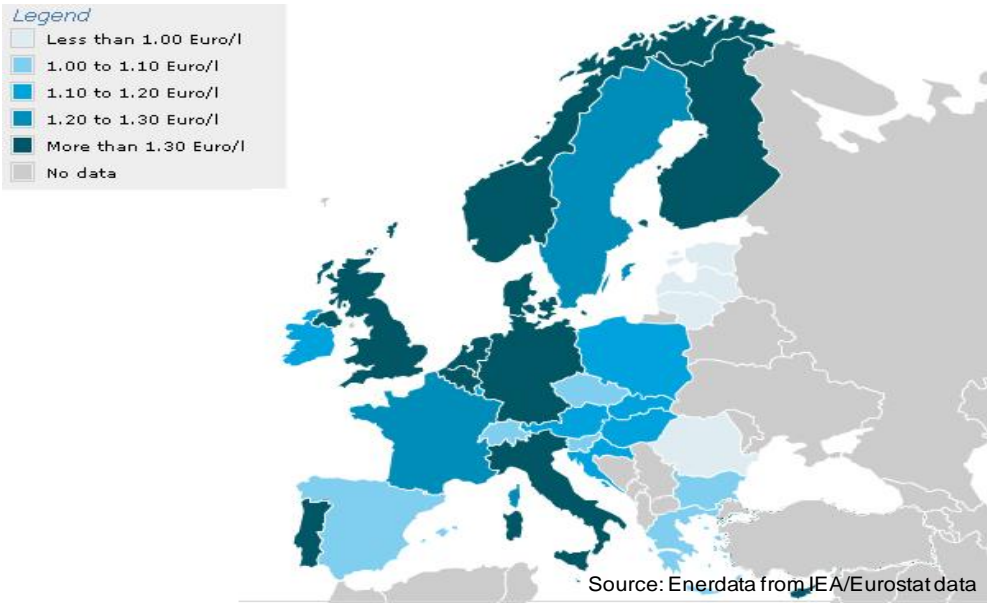 Legend
Less than 1.00 Euro/l
1.00 to 1.10 Euro/l
1.10 to 1.20 Euro/l
1.20 to 1.30 Euro/l
More than 1.30 Euro/l
No data
Source: Enerdata from IEA/Eurostat data